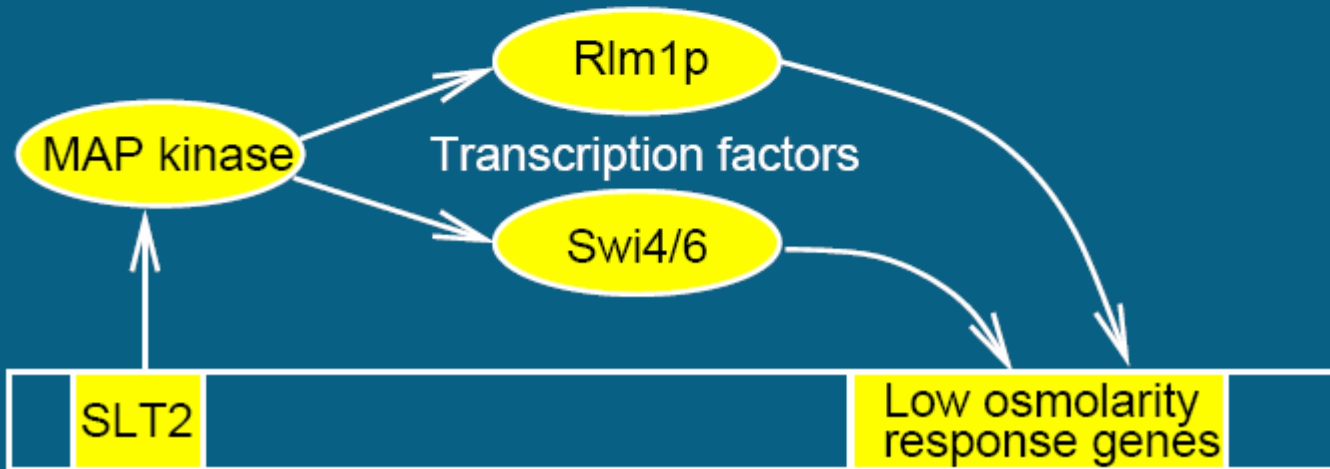 Rlm1p
MAP kinase
Transcription factors
Swi4/6
SLT2
Low osmolarity
response genes